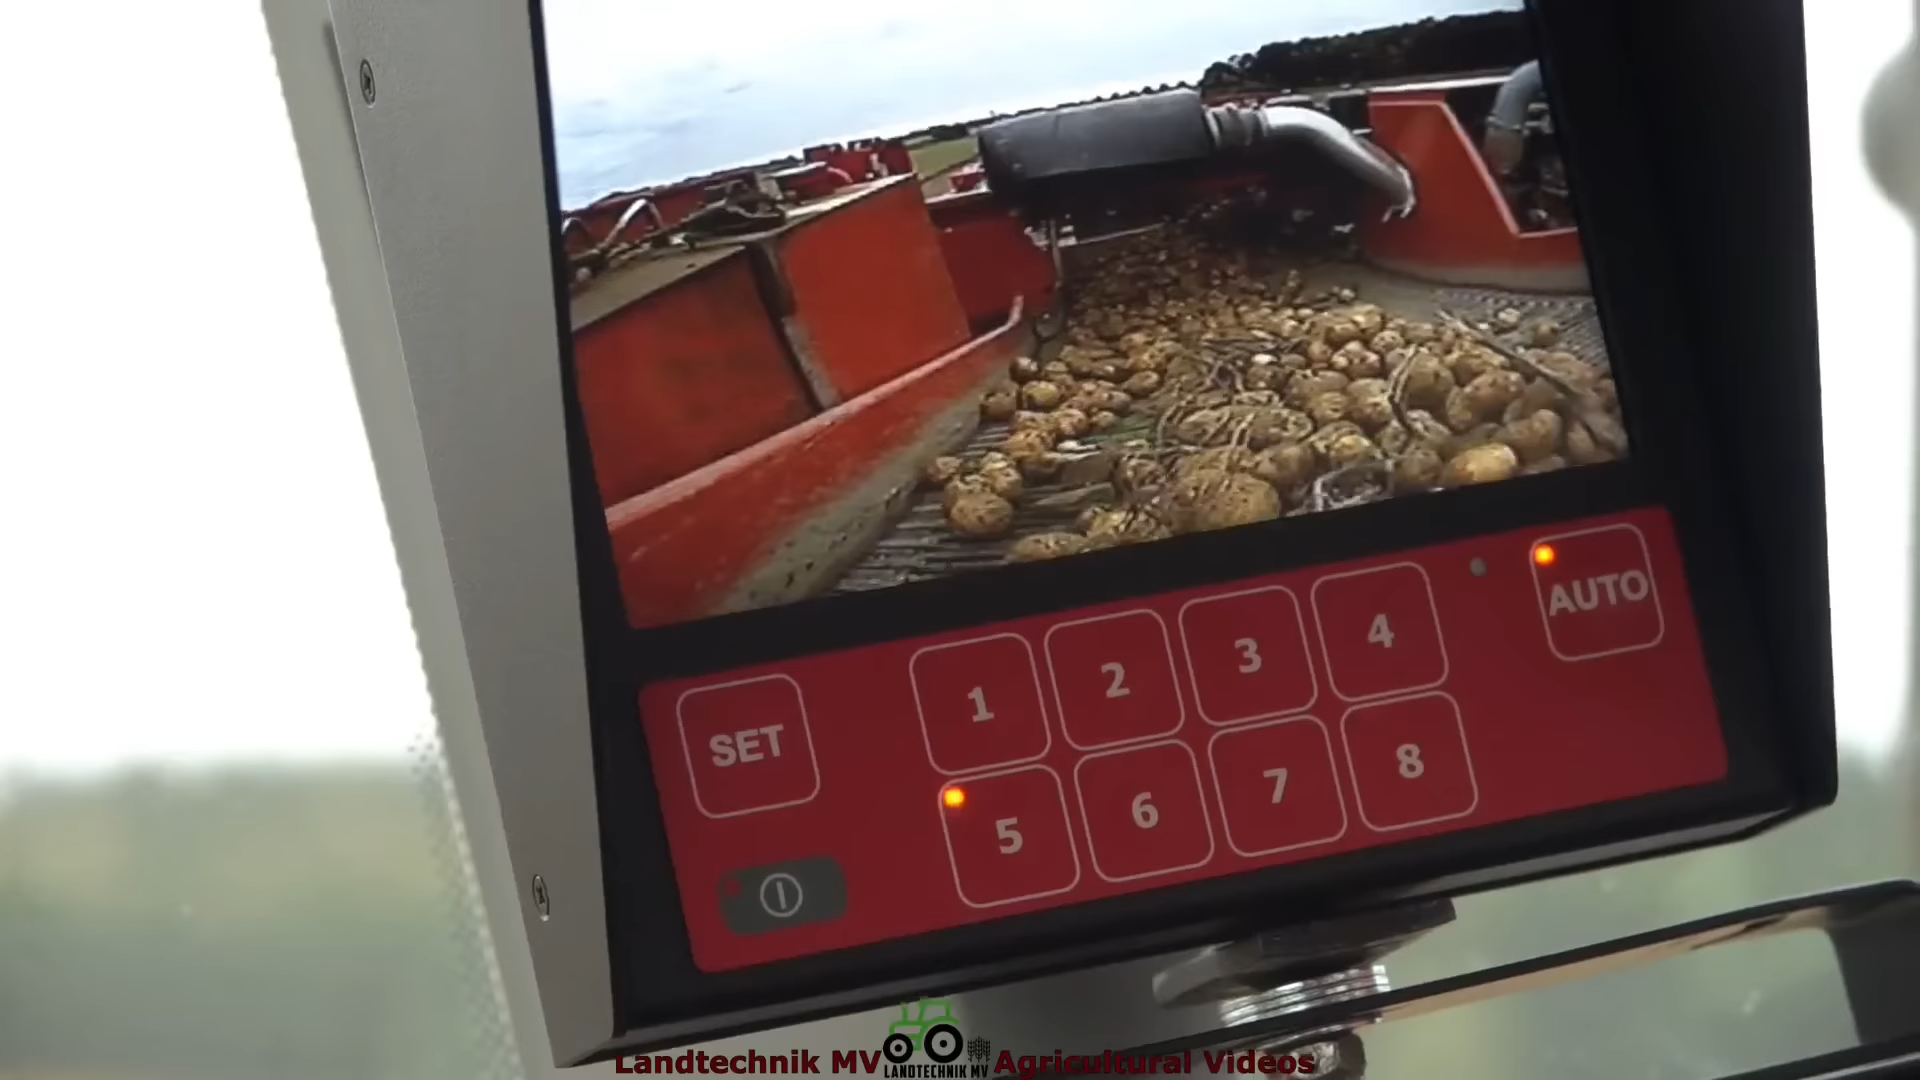 AUTO
1 2 3 4
SET
5 6 7 8
Landtechnik MV Agricultural Videos
LANDTECHNIK MV